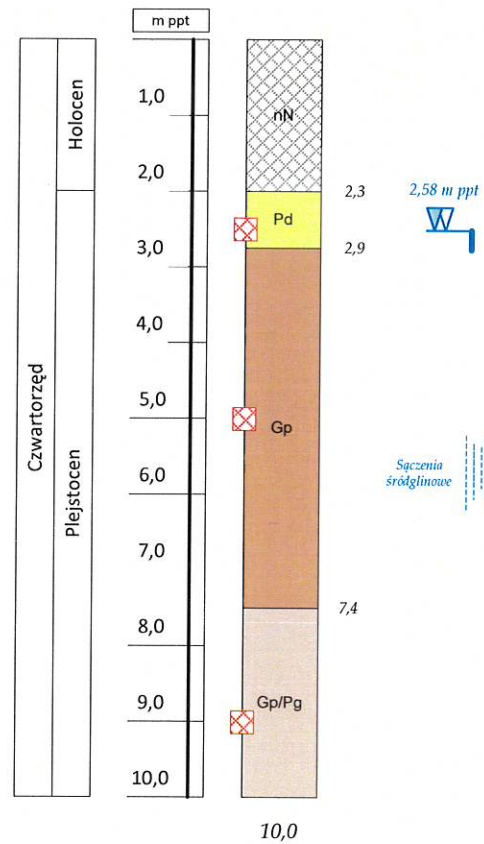 m ppt
Czwartorzęd
Holocen
Plejstocen
1,0
2,0
3,0
4,0
5,0
6,0
7,0
8,0
9,0
10,0
nN
Pd
Gp
Gp/Pg
2,3
2,9
7,4
2,58 m ppt
Sączenia
śródglinowe
10,0